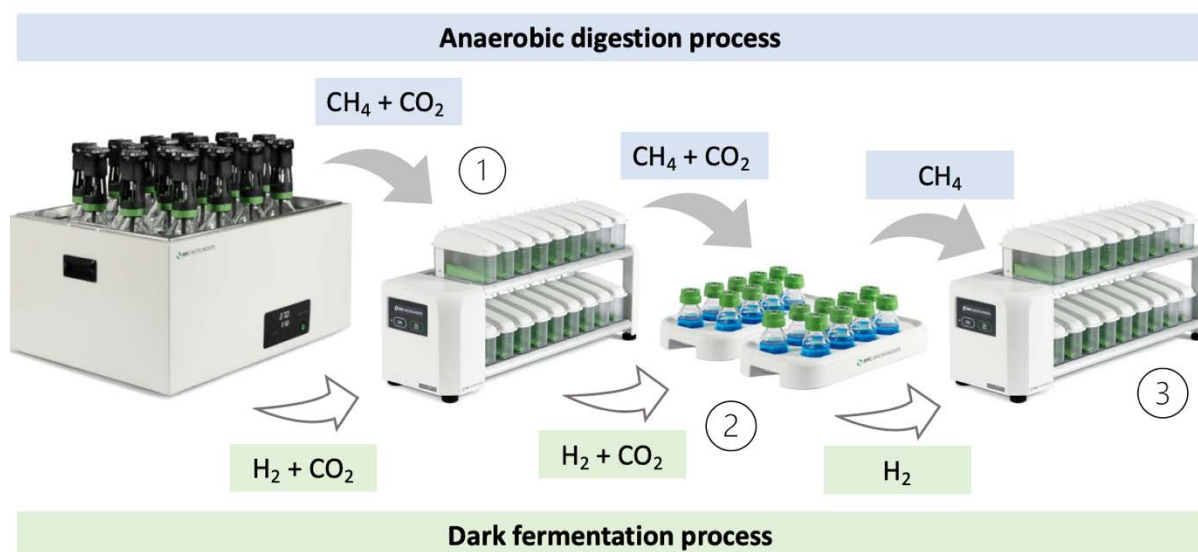 Anaerobic digestion process
CH₄ + CO₂
①
CH₄ + CO₂
CH₄
H₂ + CO₂
H₂ + CO₂
②
H₂
③
Dark fermentation process